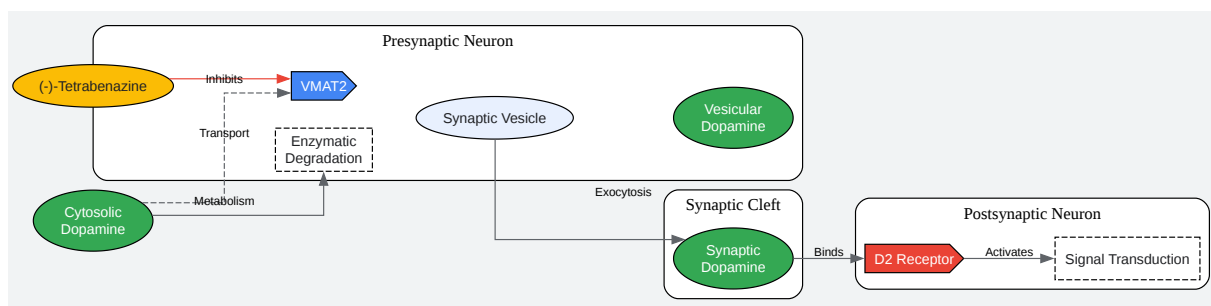 Presynaptic Neuron
(-)-Tetrabenazine
Inhibits
VMAT2
Transport
Synaptic Vesicle
Vesicular
Dopamine
Enzymatic
Degradation
Cytosolic
Dopamine
Metabolism
Exocytosis
Synaptic Cleft
Synaptic
Dopamine
Binds
Postsynaptic Neuron
D2 Receptor
Activates
Signal Transduction